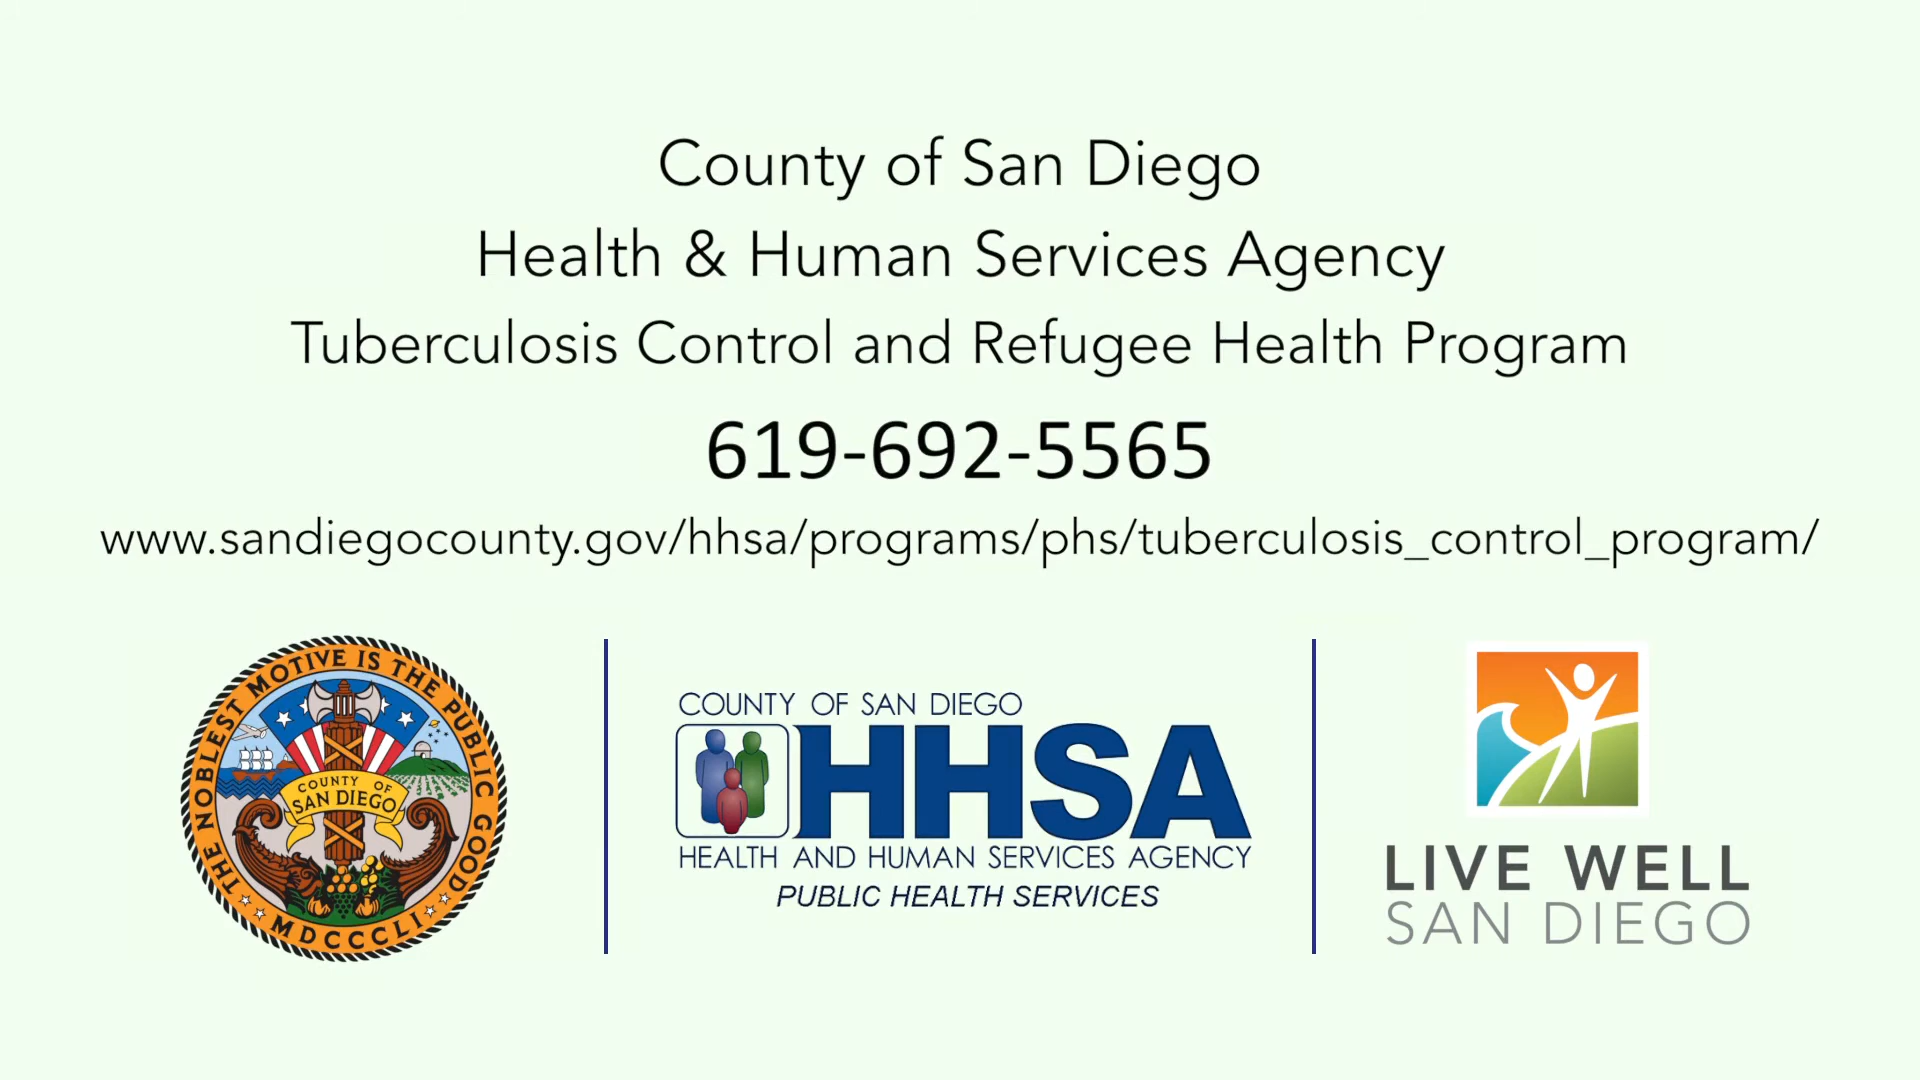 County of San Diego
Health & Human Services Agency
Tuberculosis Control and Refugee Health Program
619-692-5565
www.sandiegocounty.gov/hhsa/programs/phs/tuberculosis_control_program/
THE NOBLEST MOTIVE IS THE PUBLIC GOOD
COUNTY OF
SAN DIEGO
MDCCCLII
COUNTY OF SAN DIEGO
HHSA
HEALTH AND HUMAN SERVICES AGENCY
PUBLIC HEALTH SERVICES
LIVE WELL
SAN DIEGO